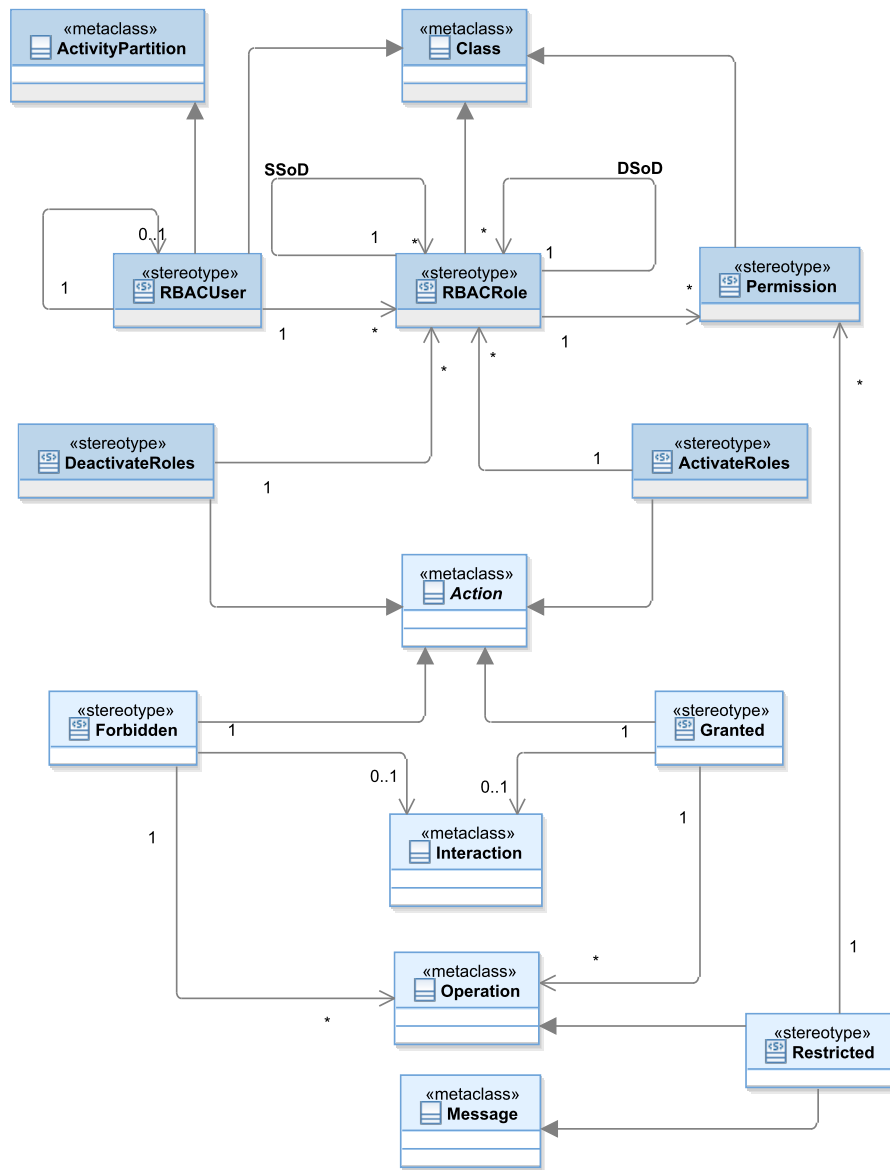 «metaclass»
ActivityPartition
«metaclass»
Class
SSoD
DSoD
0..1
1
*
*
1
1
«stereotype»
RBACUser
«stereotype»
RBACRole
«stereotype»
Permission
*
1
*
1
*
*
*
«stereotype»
DeactivateRoles
1
1
«stereotype»
ActivateRoles
«metaclass»
Action
«stereotype»
Forbidden
1
1
«stereotype»
Granted
0..1
0..1
1
1
«metaclass»
Interaction
1
*
«metaclass»
Operation
*
«stereotype»
Restricted
«metaclass»
Message